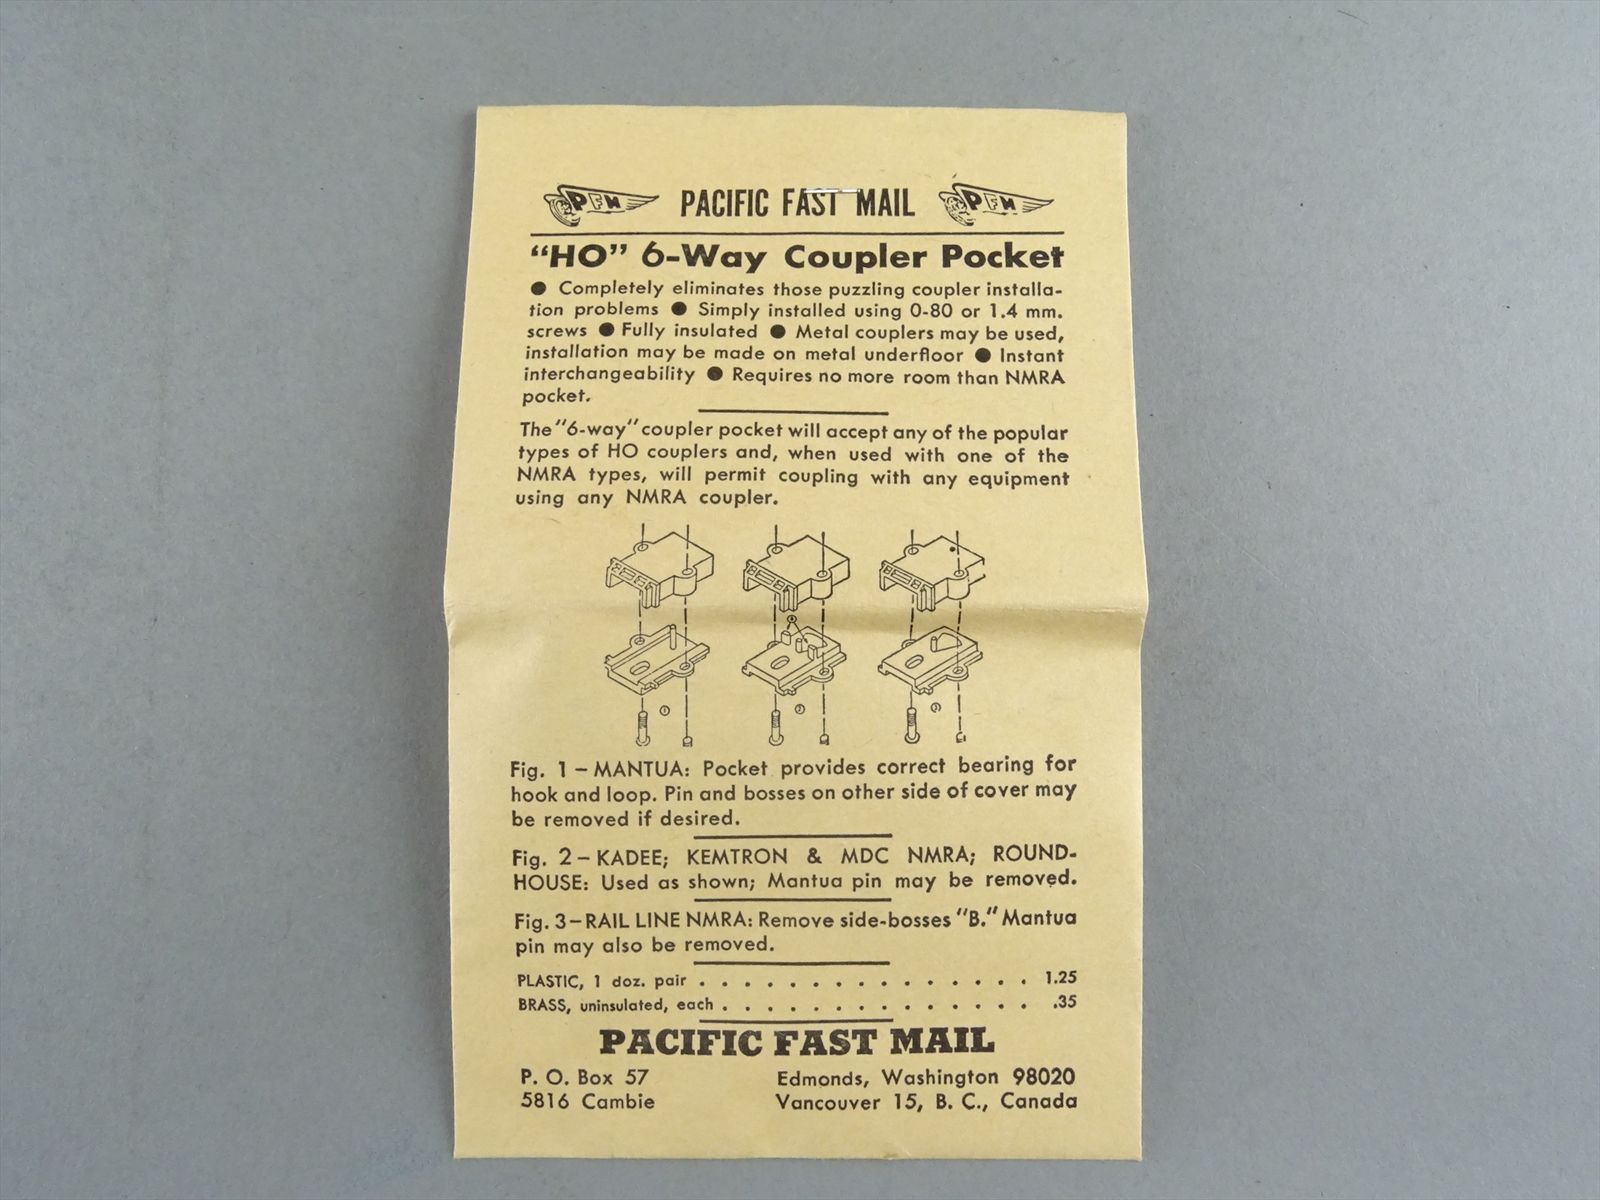 PFM PACIFIC FAST MAIL PFM
"HO" 6-Way Coupler Pocket
● Completely eliminates those puzzling coupler installa-
tion problems ● Simply installed using 0-80 or 1.4 mm.
screws ● Fully insulated ● Metal couplers may be used,
installation may be made on metal underfloor ● Instant
interchangeability ● Requires no more room than NMRA
pocket.
The "6-way" coupler pocket will accept any of the popular
types of HO couplers and, when used with one of the
NMRA types, will permit coupling with any equipment
using any NMRA coupler.
1 2 3
Fig. 1 – MANTUA: Pocket provides correct bearing for
hook and loop. Pin and bosses on other side of cover may
be removed if desired.
Fig. 2 – KADEE; KEMTRON & MDC NMRA; ROUND-
HOUSE: Used as shown; Mantua pin may be removed.
Fig. 3 – RAIL LINE NMRA: Remove side-bosses "B." Mantua
pin may also be removed.
PLASTIC, 1 doz. pair . . . . . . . . . . . . . . . 1.25
BRASS, uninsulated, each . . . . . . . . . . . . . . .35
PACIFIC FAST MAIL
P. O. Box 57 Edmonds, Washington 98020
5816 Cambie Vancouver 15, B. C., Canada